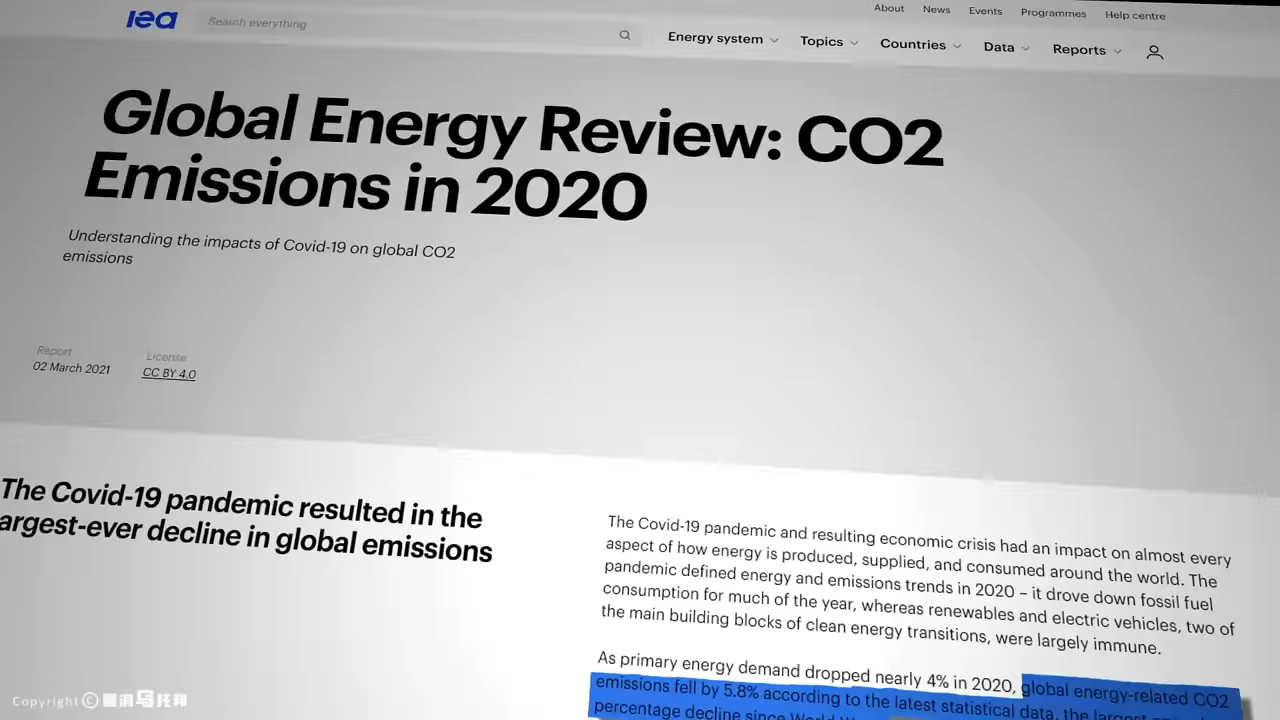 iea
Search everything
About News Events Programmes Help centre
Energy system Topics Countries Data Reports
Global Energy Review: CO2
Emissions in 2020
Understanding the impacts of Covid-19 on global CO2
emissions
Report License
02 March 2021 CC BY 4.0
The Covid-19 pandemic resulted in the
argest-ever decline in global emissions
The Covid-19 pandemic and resulting economic crisis had an impact on almost every
aspect of how energy is produced, supplied, and consumed around the world. The
pandemic defined energy and emissions trends in 2020 – it drove down fossil fuel
consumption for much of the year, whereas renewables and electric vehicles, two of
the main building blocks of clean energy transitions, were largely immune.
As primary energy demand dropped nearly 4% in 2020, global energy-related CO2
emissions fell by 5.8% according to the latest statistical data, the largest
percentage decline since World
Copyright ©